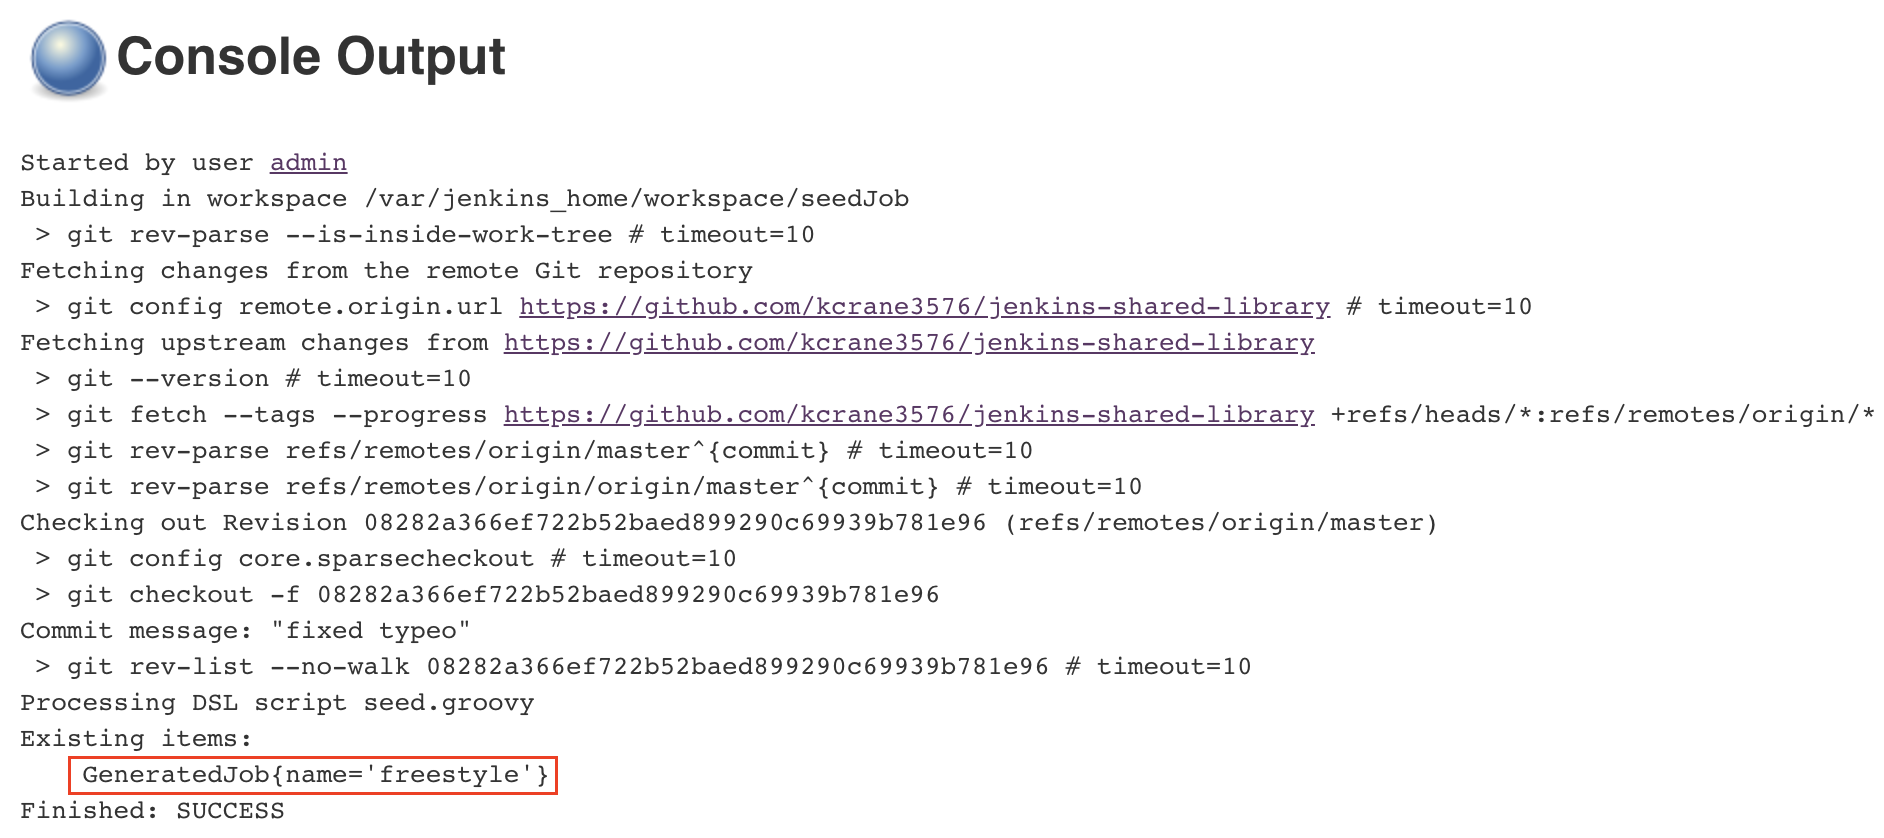 Console Output
Started by user admin
Building in workspace /var/jenkins_home/workspace/seedJob
 > git rev-parse --is-inside-work-tree # timeout=10
Fetching changes from the remote Git repository
 > git config remote.origin.url https://github.com/kcrane3576/jenkins-shared-library # timeout=10
Fetching upstream changes from https://github.com/kcrane3576/jenkins-shared-library
 > git --version # timeout=10
 > git fetch --tags --progress https://github.com/kcrane3576/jenkins-shared-library +refs/heads/*:refs/remotes/origin/*
 > git rev-parse refs/remotes/origin/master^{commit} # timeout=10
 > git rev-parse refs/remotes/origin/origin/master^{commit} # timeout=10
Checking out Revision 08282a366ef722b52baed899290c69939b781e96 (refs/remotes/origin/master)
 > git config core.sparsecheckout # timeout=10
 > git checkout -f 08282a366ef722b52baed899290c69939b781e96
Commit message: "fixed typeo"
 > git rev-list --no-walk 08282a366ef722b52baed899290c69939b781e96 # timeout=10
Processing DSL script seed.groovy
Existing items:
    GeneratedJob{name='freestyle'}
Finished: SUCCESS